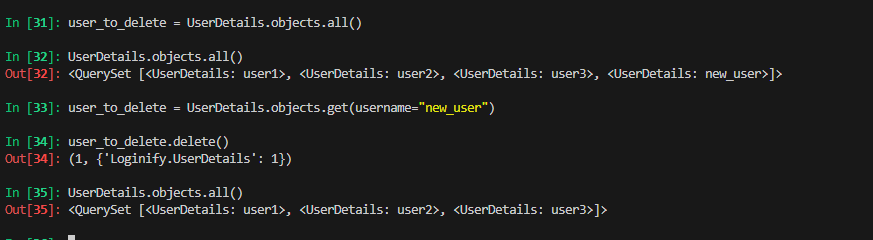 In [31]: user_to_delete = UserDetails.objects.all()
In [32]: UserDetails.objects.all()
Out[32]: <QuerySet [<UserDetails: user1>, <UserDetails: user2>, <UserDetails: user3>, <UserDetails: new_user>]>
In [33]: user_to_delete = UserDetails.objects.get(username="new_user")
In [34]: user_to_delete.delete()
Out[34]: (1, {'Loginify.UserDetails': 1})
In [35]: UserDetails.objects.all()
Out[35]: <QuerySet [<UserDetails: user1>, <UserDetails: user2>, <UserDetails: user3>]>